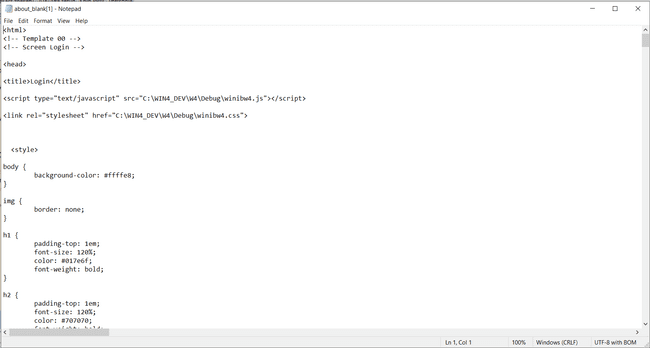 about_blank[1] - Notepad
File Edit Format View Help
<html>
<!-- Template 00 -->
<!-- Screen Login -->
<head>
<title>Login</title>
<script type="text/javascript" src="C:\WIN4_DEV\W4\Debug\winibw4.js"></script>
<link rel="stylesheet" href="C:\WIN4_DEV\W4\Debug\winibw4.css">
<style>
body {
background-color: #ffffe8;
}
img {
border: none;
}
h1 {
padding-top: 1em;
font-size: 120%;
color: #017e6f;
font-weight: bold;
}
h2 {
padding-top: 1em;
font-size: 120%;
color: #707070;
Ln 1, Col 1 100% Windows (CRLF) UTF-8 with BOM